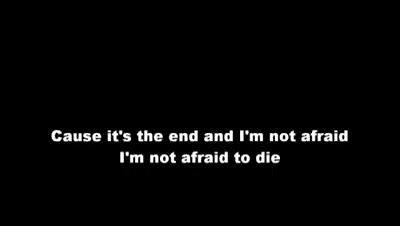 Cause it's the end and I'm not afraid
I'm not afraid to die